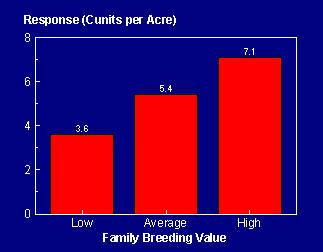 Response (Cunits per Acre)
8
7.1
6
5.4
4
3.6
2
0
Low Average High
Family Breeding Value